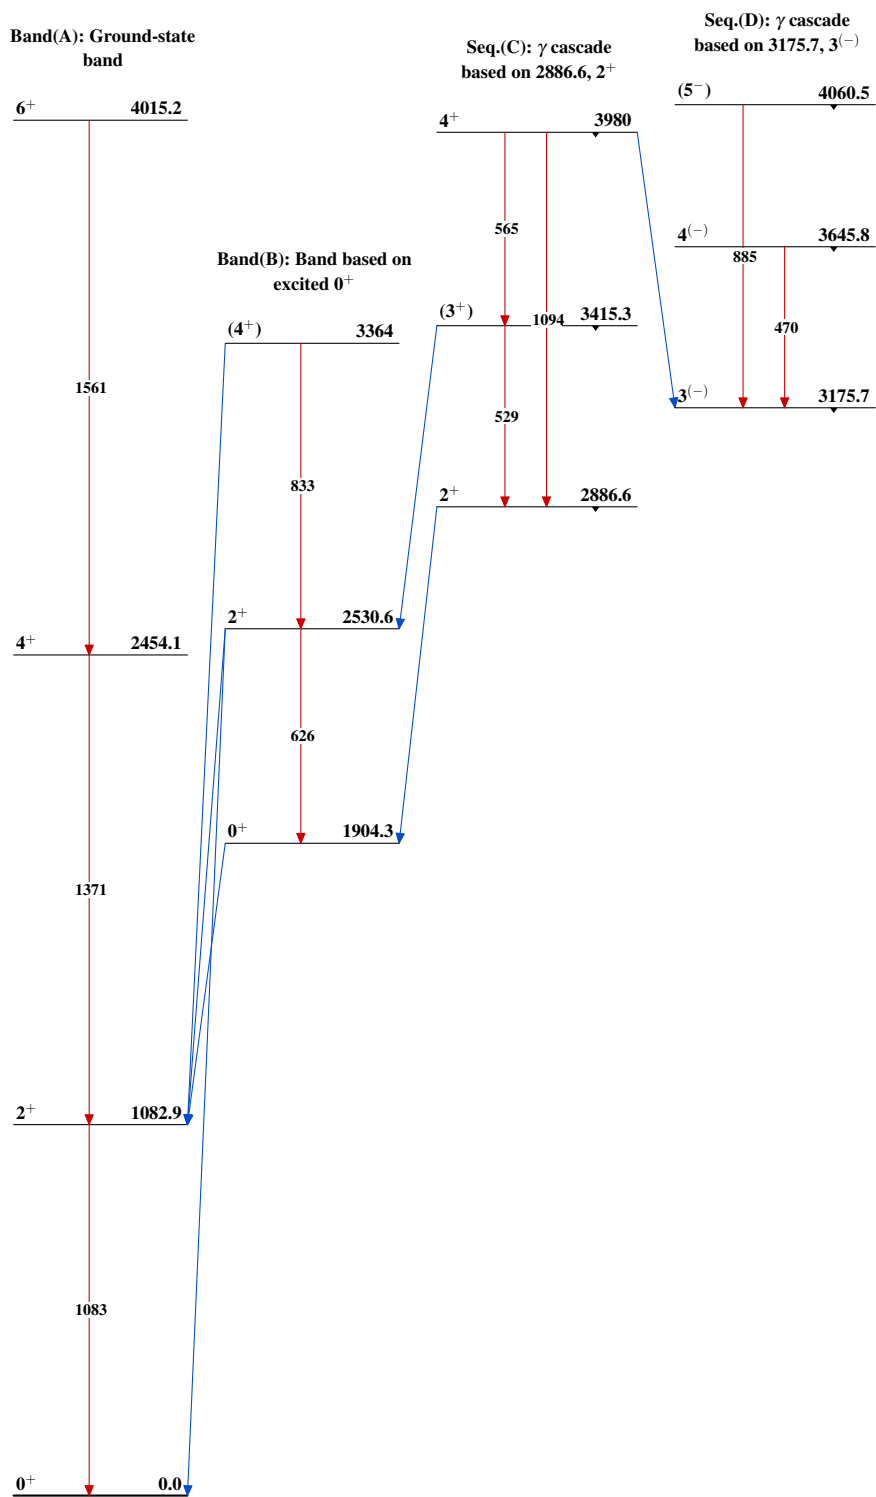 Band(A): Ground-state
band
6⁺ 4015.2
1561
4⁺ 2454.1
1371
2⁺ 1082.9
1083
0⁺ 0.0
Band(B): Band based on
excited 0⁺
(4⁺) 3364
833
2⁺ 2530.6
626
0⁺ 1904.3
Seq.(C): γ cascade
based on 2886.6, 2⁺
4⁺ 3980
565
1094
(3⁺) 3415.3
529
2⁺ 2886.6
Seq.(D): γ cascade
based on 3175.7, 3⁽⁻⁾
(5⁻) 4060.5
885
4⁽⁻⁾ 3645.8
470
3⁽⁻⁾ 3175.7